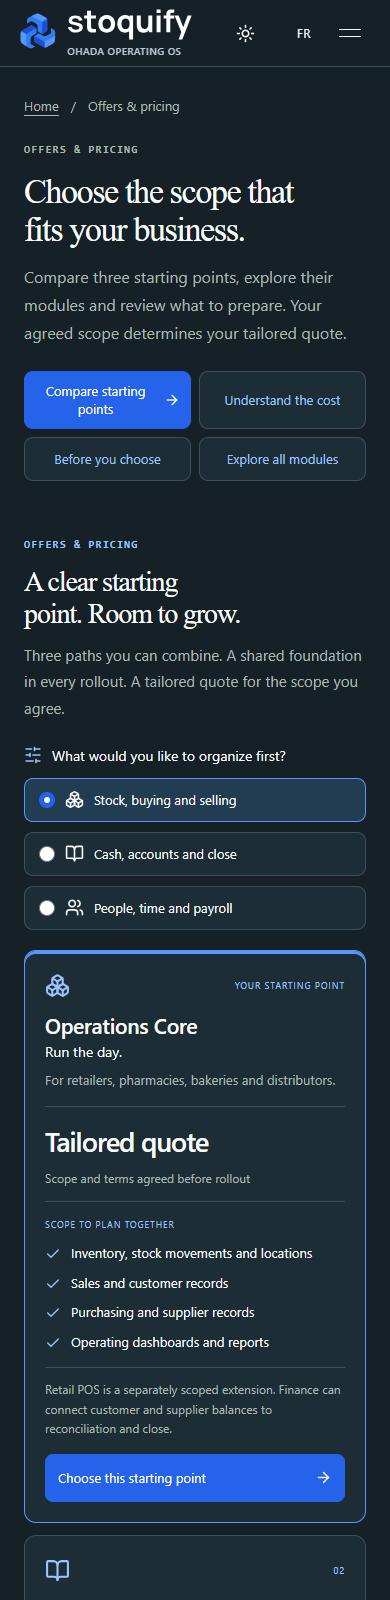 stoquify
OHADA OPERATING OS
FR
Home / Offers & pricing
OFFERS & PRICING
Choose the scope that
fits your business.
Compare three starting points, explore their
modules and review what to prepare. Your
agreed scope determines your tailored quote.
Compare starting
points
Understand the cost
Before you choose
Explore all modules
OFFERS & PRICING
A clear starting
point. Room to grow.
Three paths you can combine. A shared foundation
in every rollout. A tailored quote for the scope you
agree.
What would you like to organize first?
Stock, buying and selling
Cash, accounts and close
People, time and payroll
YOUR STARTING POINT
Operations Core
Run the day.
For retailers, pharmacies, bakeries and distributors.
Tailored quote
Scope and terms agreed before rollout
SCOPE TO PLAN TOGETHER
Inventory, stock movements and locations
Sales and customer records
Purchasing and supplier records
Operating dashboards and reports
Retail POS is a separately scoped extension. Finance can
connect customer and supplier balances to
reconciliation and close.
Choose this starting point
02